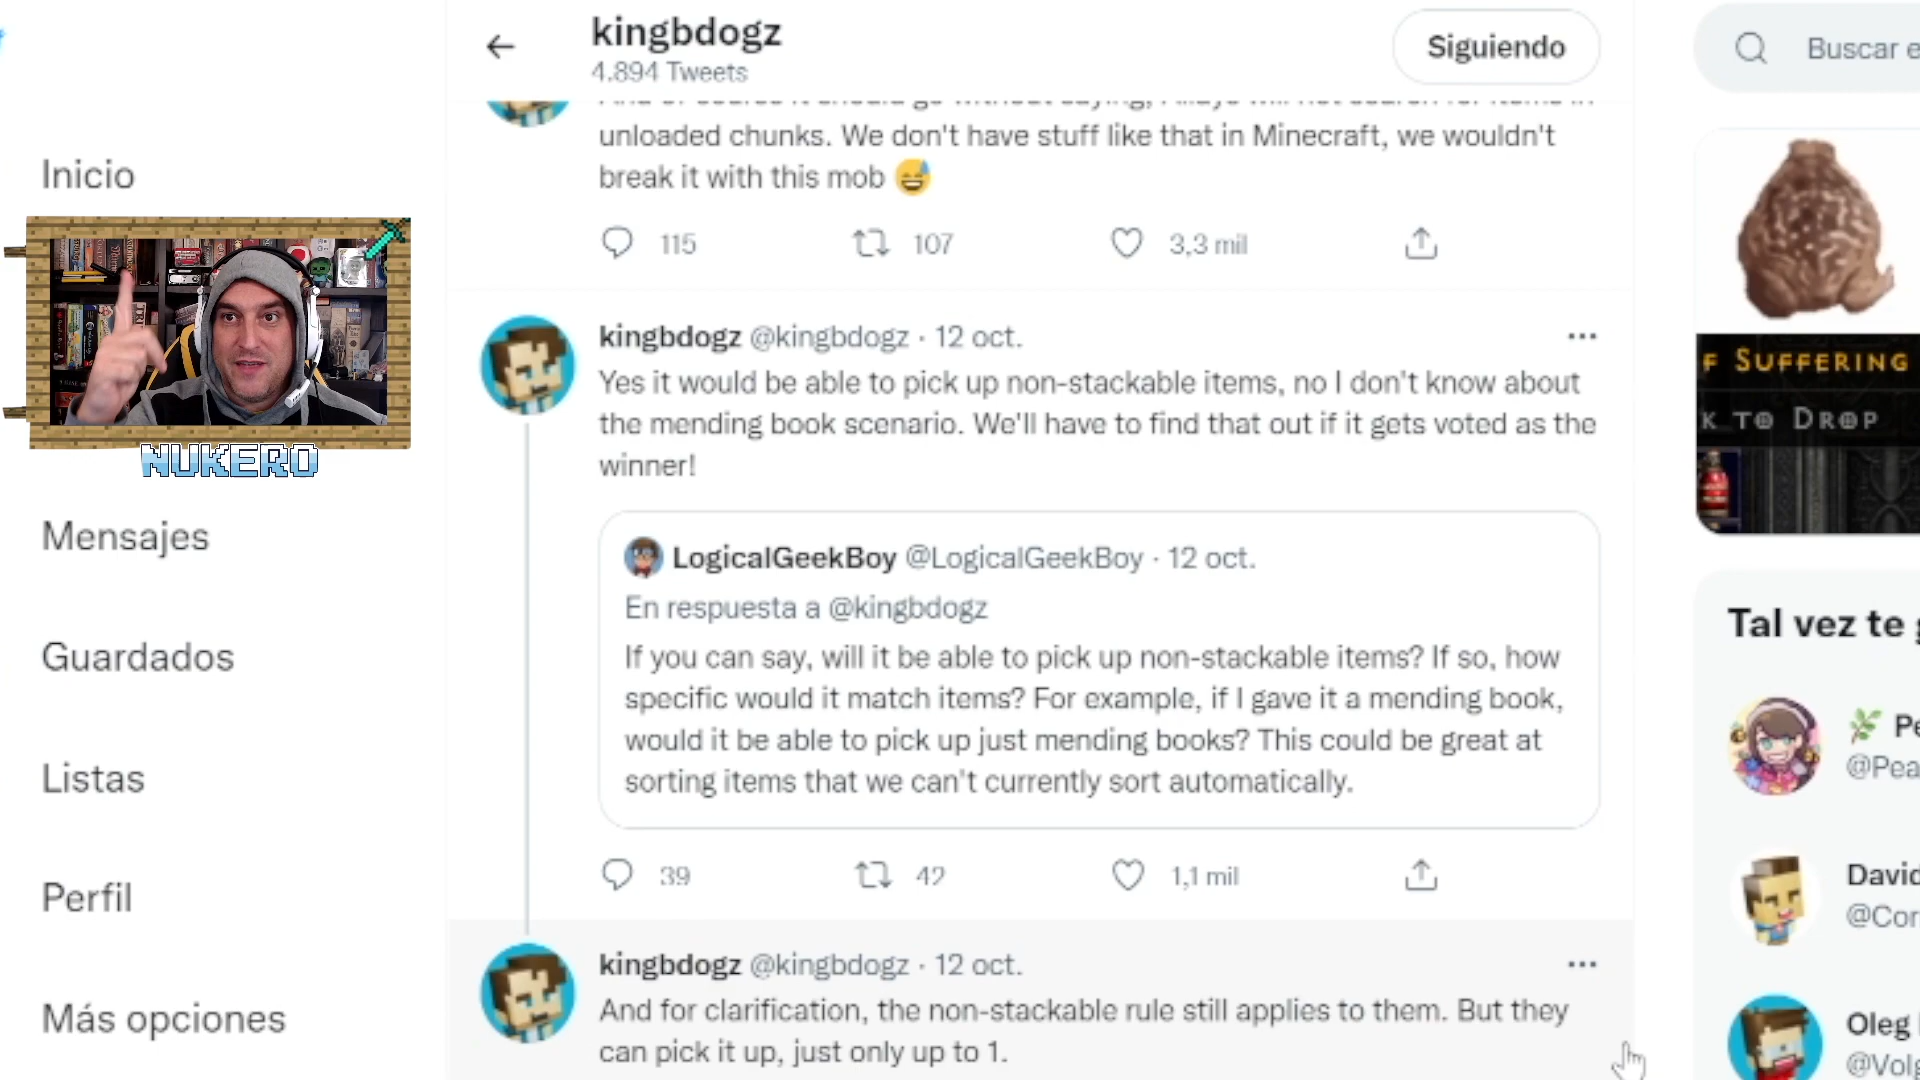 kingbdogz
4.894 Tweets
Siguiendo
Buscar e
unloaded chunks. We don't have stuff like that in Minecraft, we wouldn't
break it with this mob 😅
115 107 3,3 mil
Inicio
NUKERO
Mensajes
Guardados
Listas
Perfil
Más opciones
kingbdogz @kingbdogz · 12 oct.
Yes it would be able to pick up non-stackable items, no I don't know about
the mending book scenario. We'll have to find that out if it gets voted as the
winner!
LogicalGeekBoy @LogicalGeekBoy · 12 oct.
En respuesta a @kingbdogz
If you can say, will it be able to pick up non-stackable items? If so, how
specific would it match items? For example, if I gave it a mending book,
would it be able to pick up just mending books? This could be great at
sorting items that we can't currently sort automatically.
39 42 1,1 mil
kingbdogz @kingbdogz · 12 oct.
And for clarification, the non-stackable rule still applies to them. But they
can pick it up, just only up to 1.
F SUFFERING
K TO DROP
Tal vez te g
Pe
@Pea
David
@Cor
Oleg
@Volg